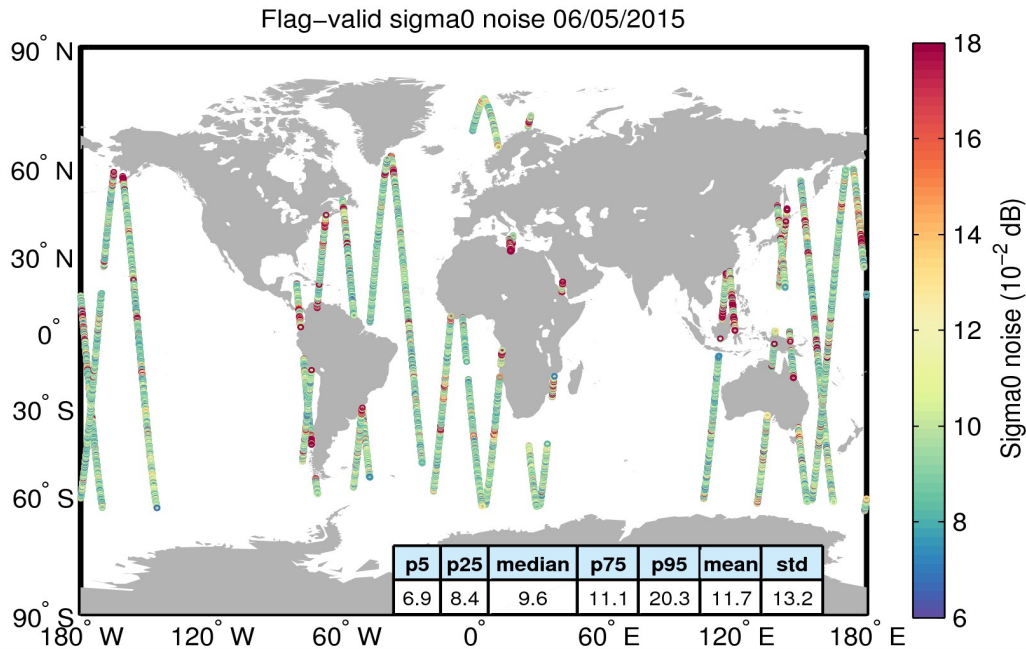 Flag−valid sigma0 noise 06/05/2015
90° N
60° N
30° N
0°
30° S
60° S
90° S
180° W
120° W
60° W
0°
60° E
120° E
180° E
p5 p25 median p75 p95 mean std
6.9 8.4 9.6 11.1 20.3 11.7 13.2
18
16
14
12
10
8
6
Sigma0 noise (10⁻² dB)